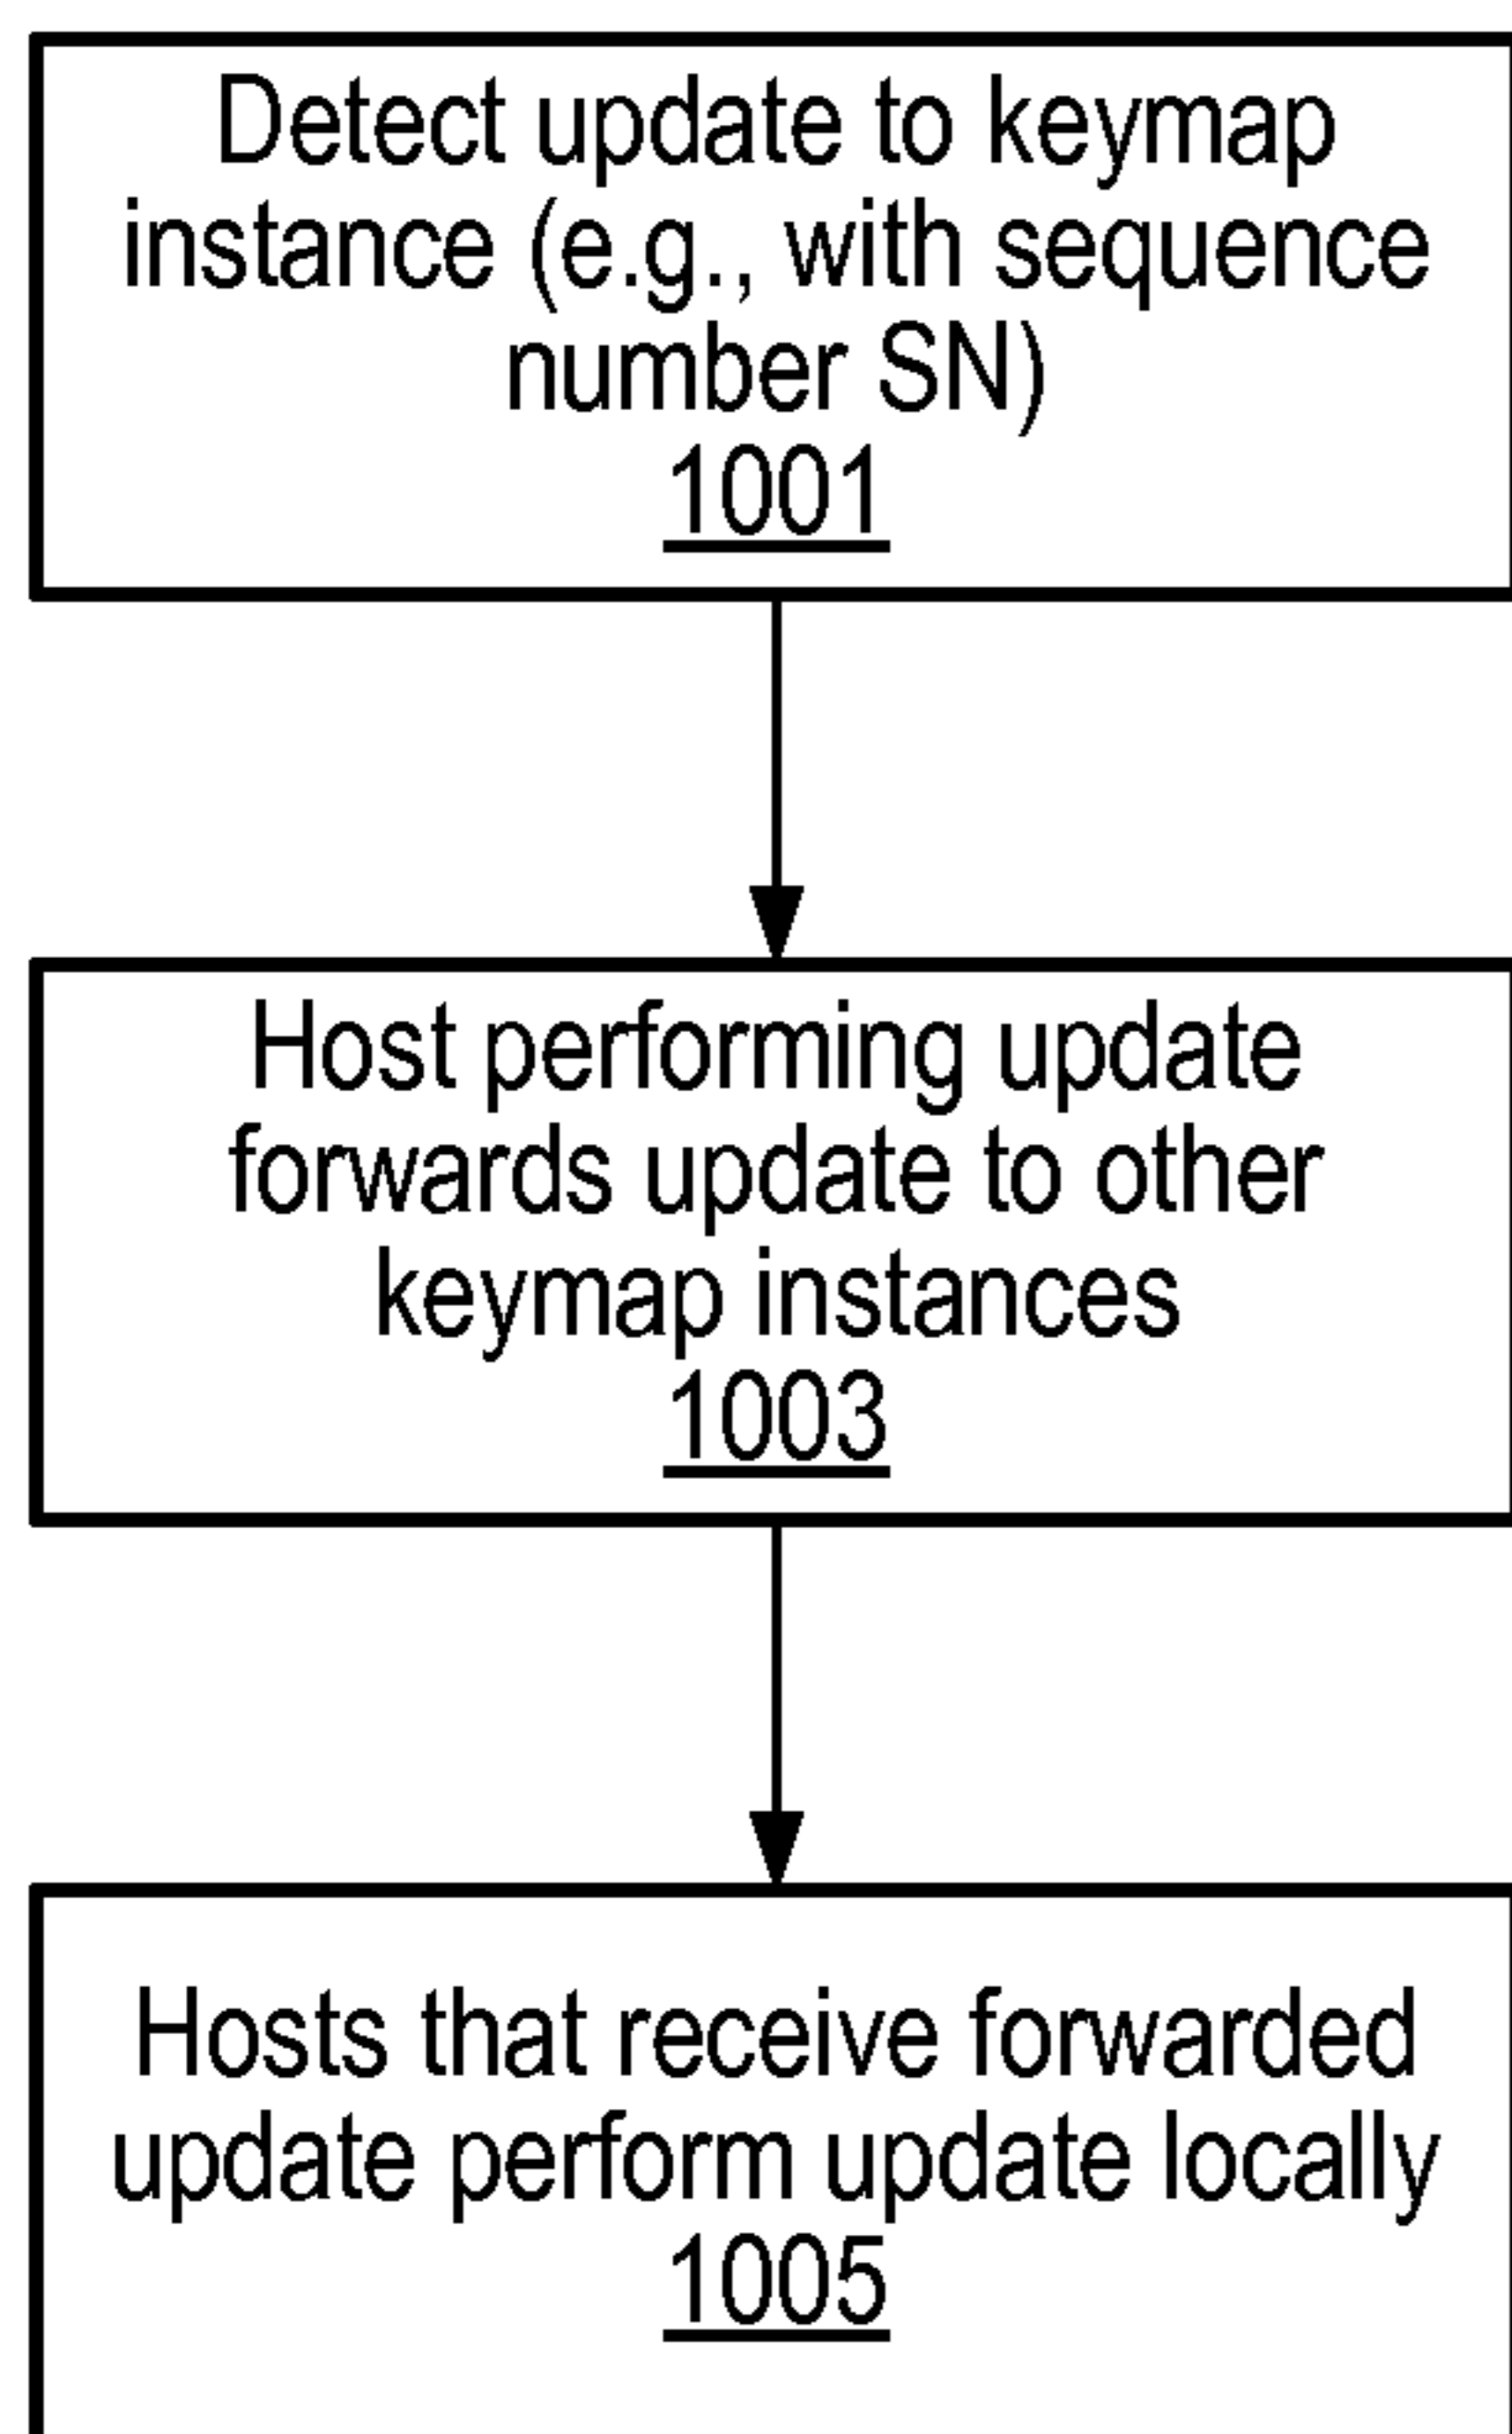 Detect update to keymap
instance (e.g., with sequence
number SN)
1001
Host performing update
forwards update to other
keymap instances
1003
Hosts that receive forwarded
update perform update locally
1005